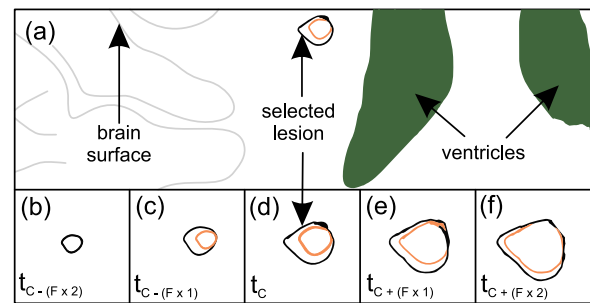 (a)
brain
surface
selected
lesion
ventricles
(b) (c) (d) (e) (f)
t_C - (F x 2) t_C - (F x 1) t_C t_C + (F x 1) t_C + (F x 2)